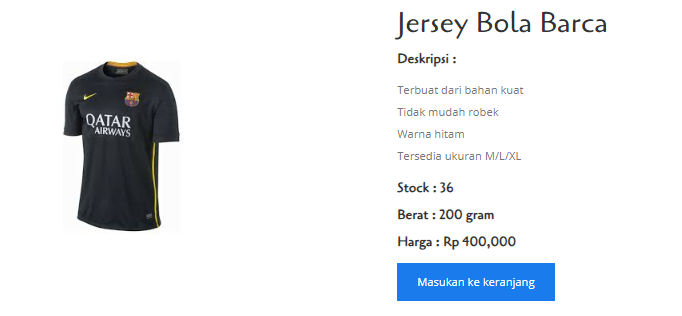 Jersey Bola Barca
Deskripsi :
Terbuat dari bahan kuat
Tidak mudah robek
Warna hitam
Tersedia ukuran M/L/XL
Stock : 36
Berat : 200 gram
Harga : Rp 400,000
Masukan ke keranjang
QATAR
AIRWAYS